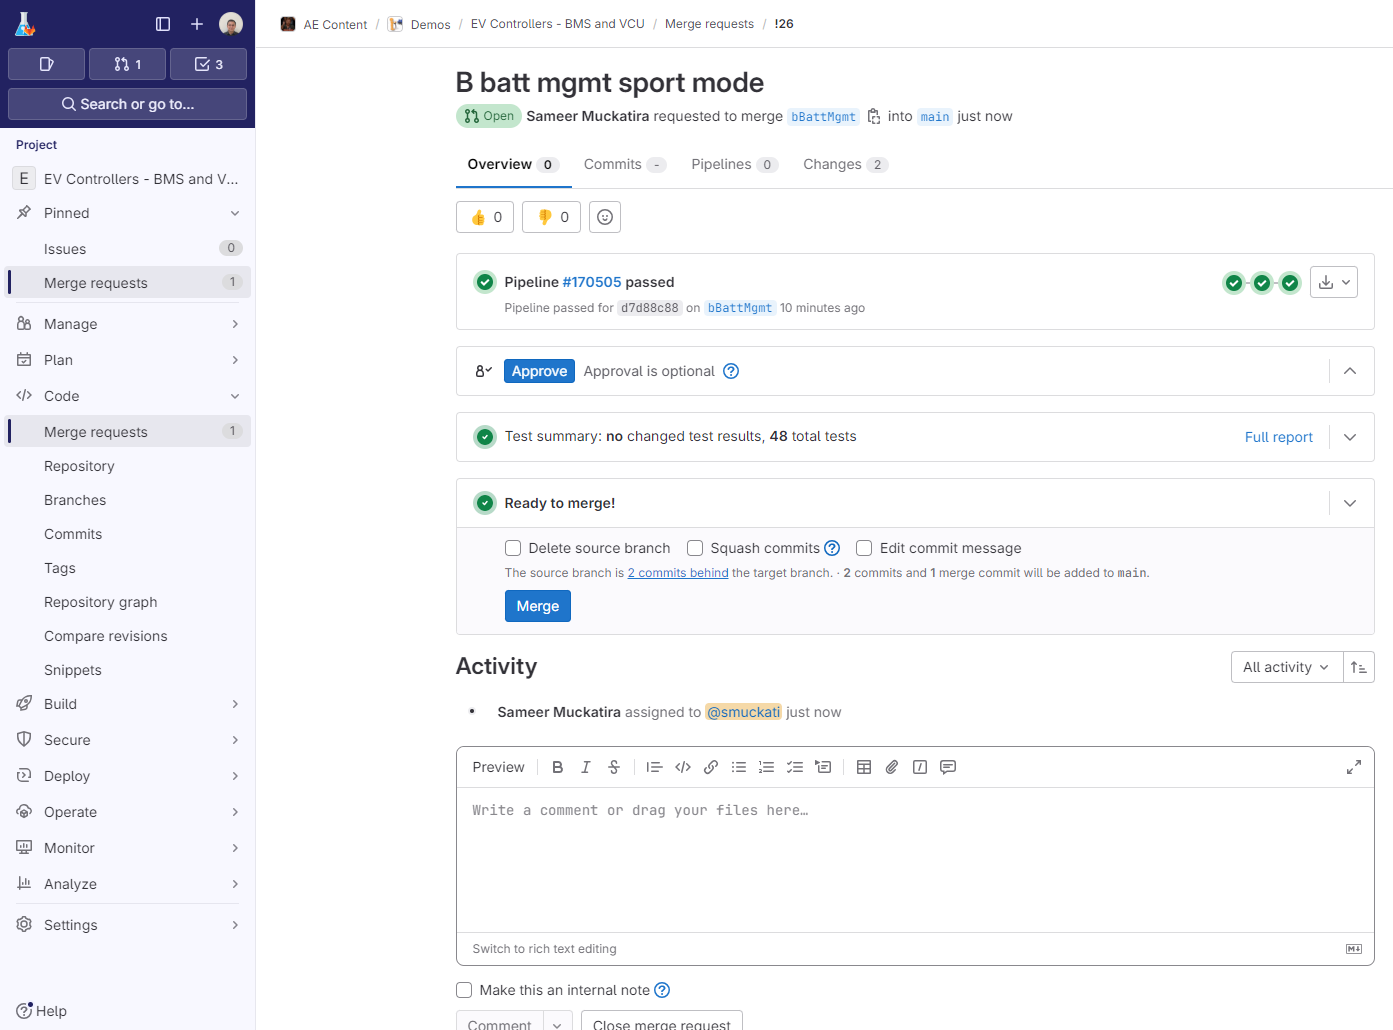 1
3
Search or go to...
Project
E EV Controllers - BMS and V...
Pinned
Issues 0
Merge requests 1
Manage
Plan
Code
Merge requests 1
Repository
Branches
Commits
Tags
Repository graph
Compare revisions
Snippets
Build
Secure
Deploy
Operate
Monitor
Analyze
Settings
Help
AE Content / Demos / EV Controllers - BMS and VCU / Merge requests / !26
B batt mgmt sport mode
Open Sameer Muckatira requested to merge bBattMgmt into main just now
Overview 0 Commits - Pipelines 0 Changes 2
0 0
Pipeline #170505 passed
Pipeline passed for d7d88c88 on bBattMgmt 10 minutes ago
Approve Approval is optional
Test summary: no changed test results, 48 total tests Full report
Ready to merge!
Delete source branch Squash commits Edit commit message
The source branch is 2 commits behind the target branch. · 2 commits and 1 merge commit will be added to main.
Merge
Activity All activity
• Sameer Muckatira assigned to @smuckati just now
Preview B I S
Write a comment or drag your files here…
Switch to rich text editing
Make this an internal note
Comment Close merge request